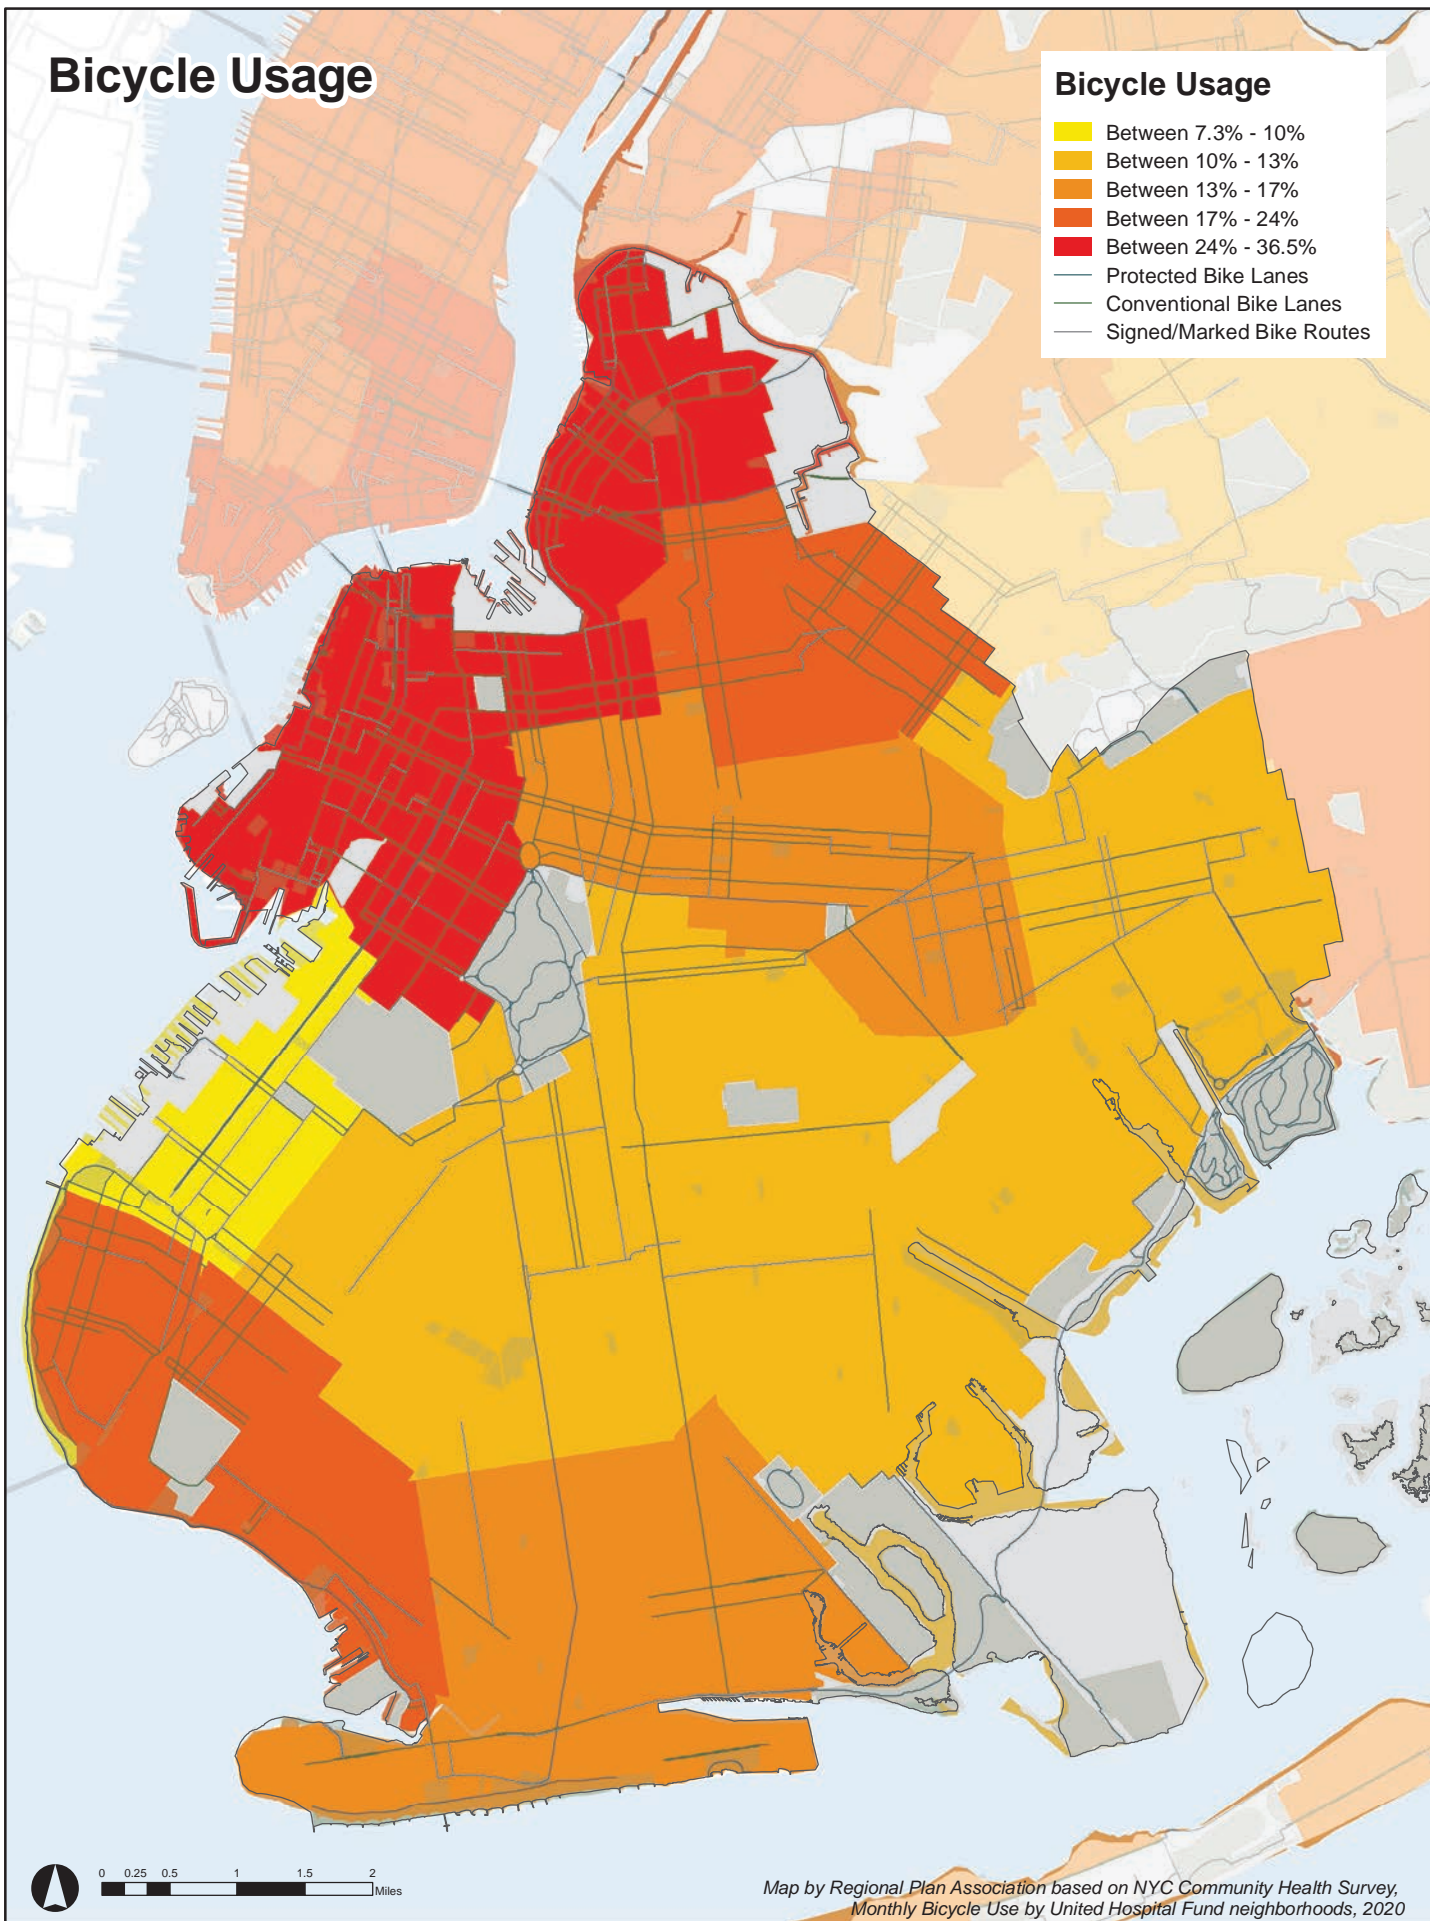 Bicycle Usage
Bicycle Usage
Between 7.3% - 10%
Between 10% - 13%
Between 13% - 17%
Between 17% - 24%
Between 24% - 36.5%
Protected Bike Lanes
Conventional Bike Lanes
Signed/Marked Bike Routes
0 0.25 0.5 1 1.5 2
Miles
Map by Regional Plan Association based on NYC Community Health Survey,
Monthly Bicycle Use by United Hospital Fund neighborhoods, 2020